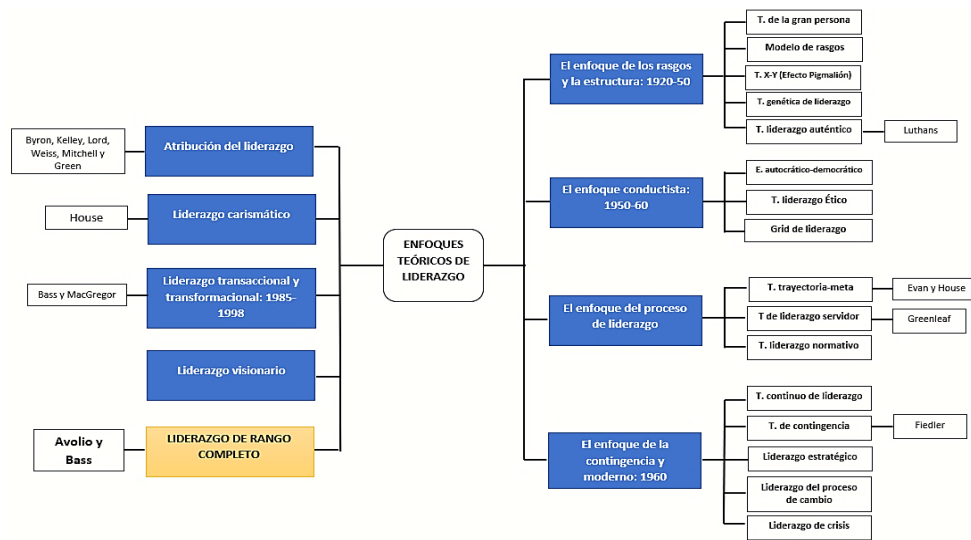 ENFOQUES
TEÓRICOS DE
LIDERAZGO
Atribución del liderazgo
Byron, Kelley, Lord,
Weiss, Mitchell y
Green
Liderazgo carismático
House
Liderazgo transaccional y
transformacional: 1985-
1998
Bass y MacGregor
Liderazgo visionario
LIDERAZGO DE RANGO
COMPLETO
Avolio y
Bass
El enfoque de los rasgos
y la estructura: 1920-50
T. de la gran persona
Modelo de rasgos
T. X-Y (Efecto Pigmalión)
T. genética de liderazgo
T. liderazgo auténtico
Luthans
El enfoque conductista:
1950-60
E. autocrático-democrático
T. liderazgo Ético
Grid de liderazgo
El enfoque del proceso
de liderazgo
T. trayectoria-meta
Evan y House
T de liderazgo servidor
Greenleaf
T. liderazgo normativo
El enfoque de la
contingencia y
moderno: 1960
T. continuo de liderazgo
T. de contingencia
Fiedler
Liderazgo estratégico
Liderazgo del proceso
de cambio
Liderazgo de crisis